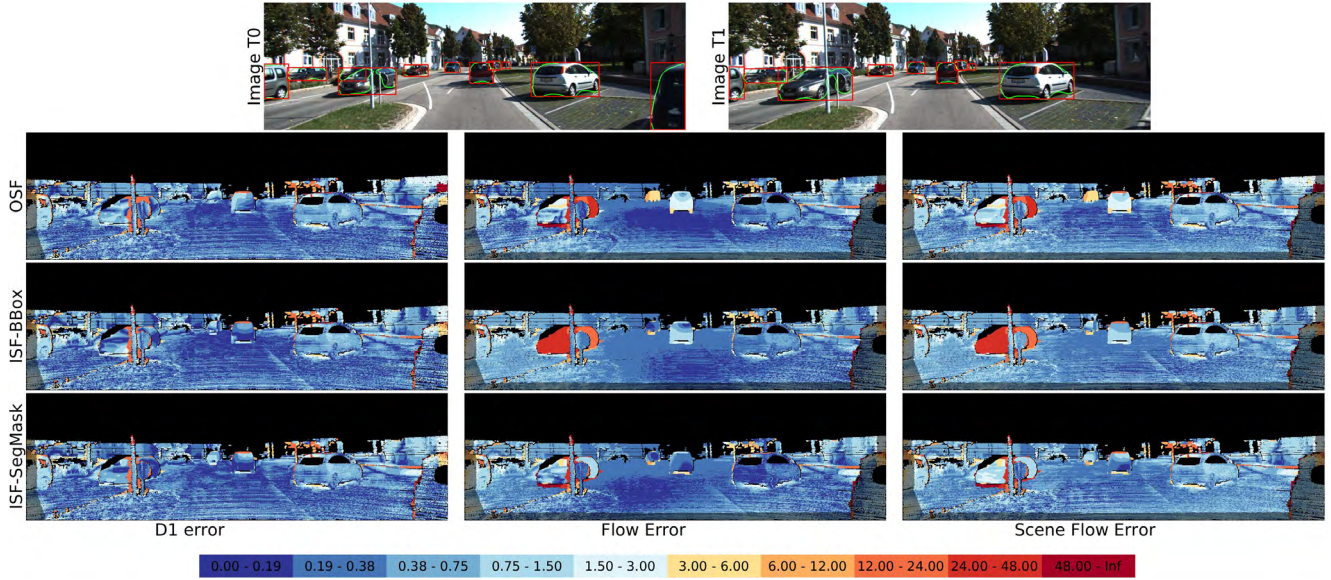 Image T0
Image T1
OSF
ISF-BBox
ISF-SegMask
D1 error
Flow Error
Scene Flow Error
0.00 - 0.19
0.19 - 0.38
0.38 - 0.75
0.75 - 1.50
1.50 - 3.00
3.00 - 6.00
6.00 - 12.00
12.00 - 24.00
24.00 - 48.00
48.00 - Inf